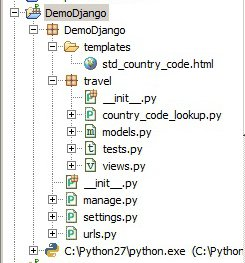 DemoDjango
DemoDjango
templates
std_country_code.html
travel
__init__.py
country_code_lookup.py
models.py
tests.py
views.py
__init__.py
manage.py
settings.py
urls.py
C:\Python27\python.exe (C:\Pyth